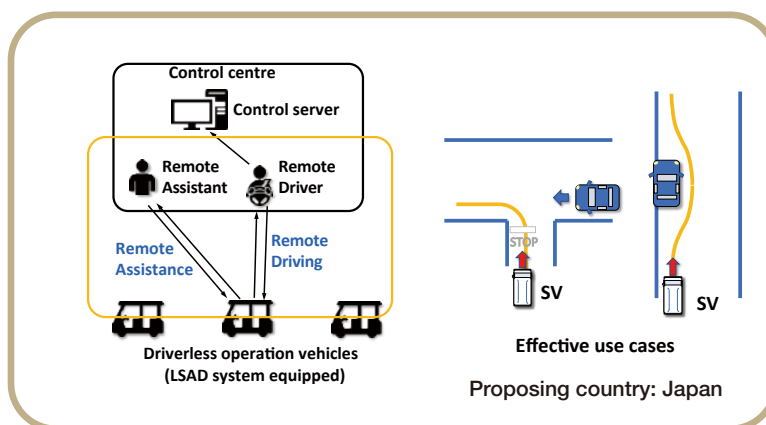 Control centre
Control server
Remote
Assistant
Remote
Driver
Remote
Assistance
Remote
Driving
Driverless operation vehicles
(LSAD system equipped)
STOP
SV
SV
Effective use cases
Proposing country: Japan